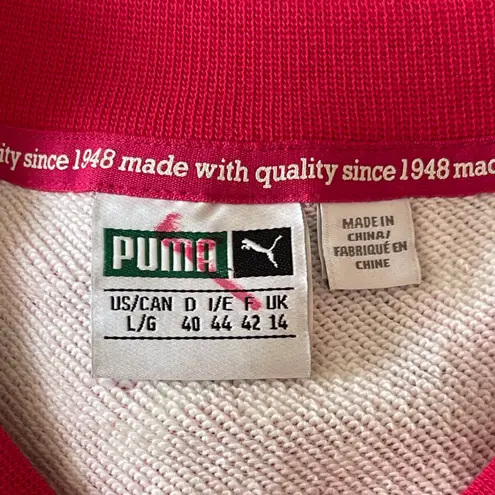 ity since 1948 made with quality since 1948 mad
PUMA
US/CAN D I/E F UK
L/G 40 44 42 14
MADE IN
CHINA/
FABRIQUÉ EN
CHINE